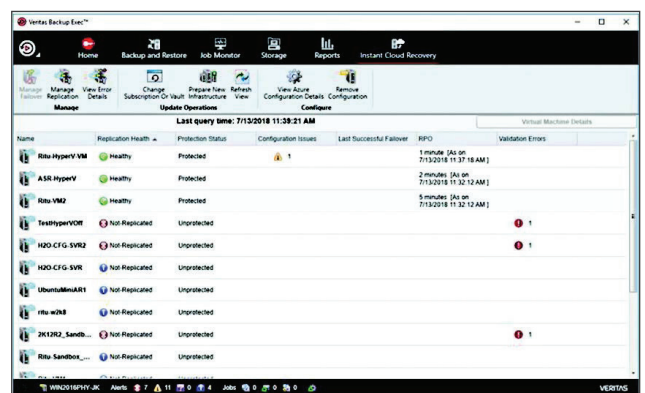 Veritas Backup Exec™
Home Backup and Restore Job Monitor Storage Reports Instant Cloud Recovery
Manage Failover Manage Replication View Error Details Change Subscription Or Vault Prepare New Infrastructure Refresh View View Azure Configuration Details Remove Configuration
Manage Update Operations Configure
Last query time: 7/13/2018 11:39:21 AM Virtual Machine Details
Name Replication Health Protection Status Configuration Issues Last Successful Failover RPO Validation Errors
Ritu-HyperV-VM Healthy Protected 1 1 minute [As on 7/13/2018 11:37:18 AM ]
ASR-HyperV Healthy Protected 2 minutes [As on 7/13/2018 11:32:12 AM ]
Ritu-VM2 Healthy Protected 5 minutes [As on 7/13/2018 11:32:12 AM ]
TestHyperVOff Not-Replicated Unprotected 1
H2O-CFG-SVR2 Not-Replicated Unprotected 1
H2O-CFG-SVR Not-Replicated Unprotected
UbuntuMiniAR1 Not-Replicated Unprotected
ritu-w2k8 Not-Replicated Unprotected
2K12R2_Sandb... Not-Replicated Unprotected 1
Ritu-Sandbox_... Not-Replicated Unprotected
WIN2016PHY-JK Alerts 7 11 0 4 Jobs 0 0 0 VERITAS